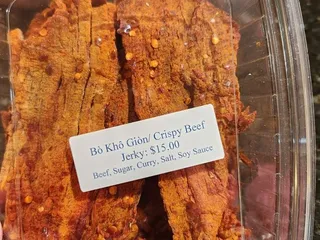 Bò Khô Giòn/ Crispy Beef
Jerky: $15.00
Beef, Sugar, Curry, Salt, Soy Sauce